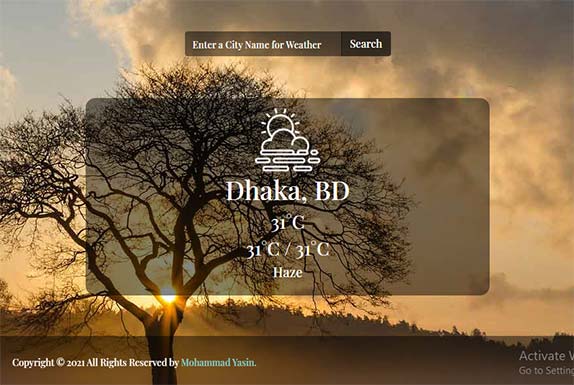 Enter a City Name for Weather
Search
Dhaka, BD
31°C
31°C / 31°C
Haze
Copyright © 2021 All Rights Reserved by Mohammad Yasin.
Activate W
Go to Setting